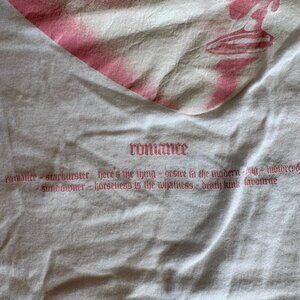 romance
romance - starburster - here's the thing - desire in the modern - bug - motorcycle
sundowner - horseness is the whatness - death kink favourite